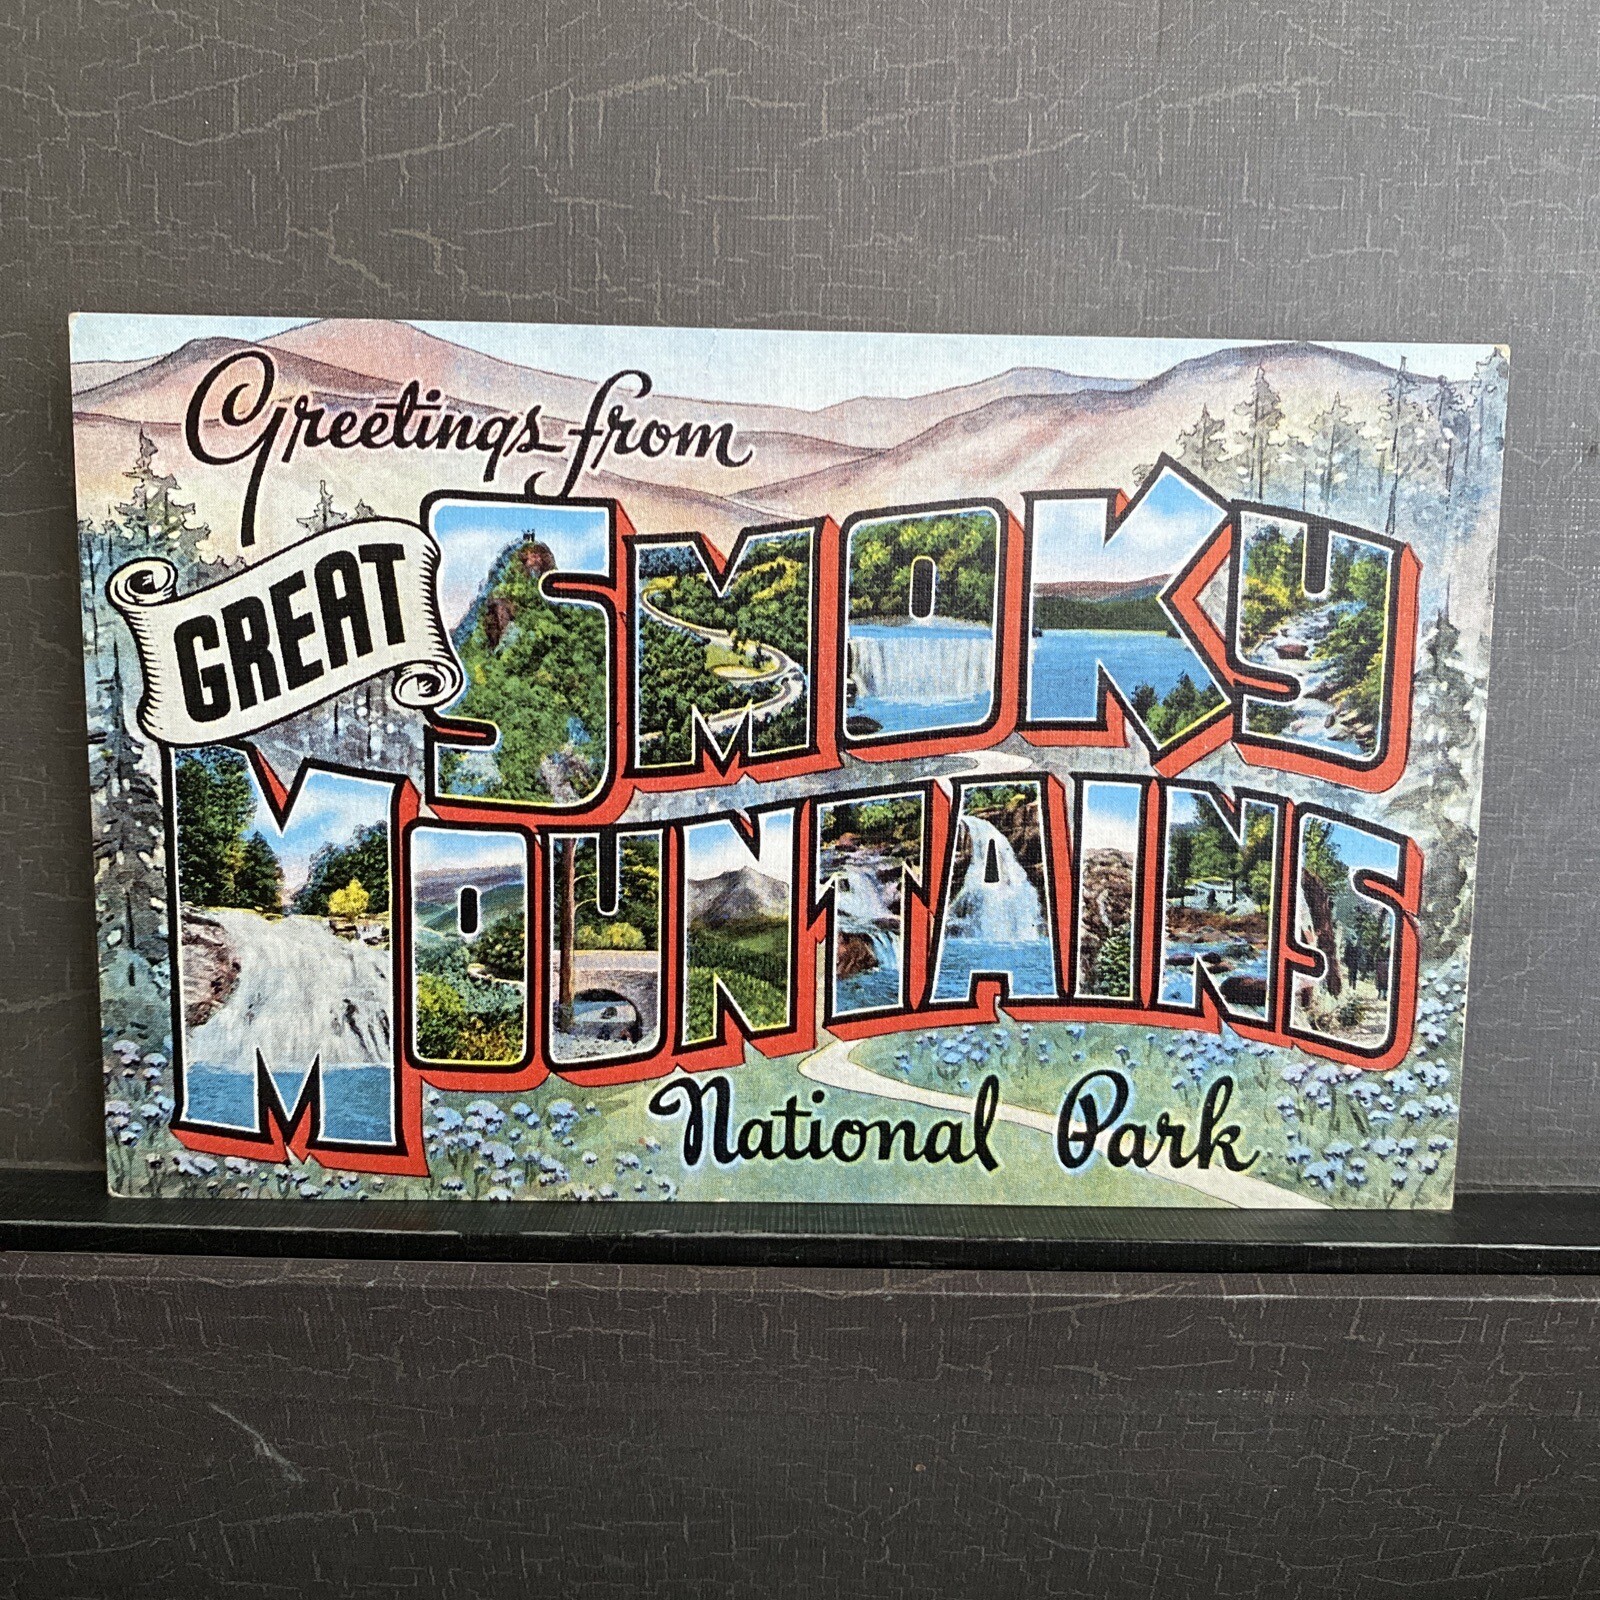 Greetings from
GREAT SMOKY
MOUNTAINS
National Park